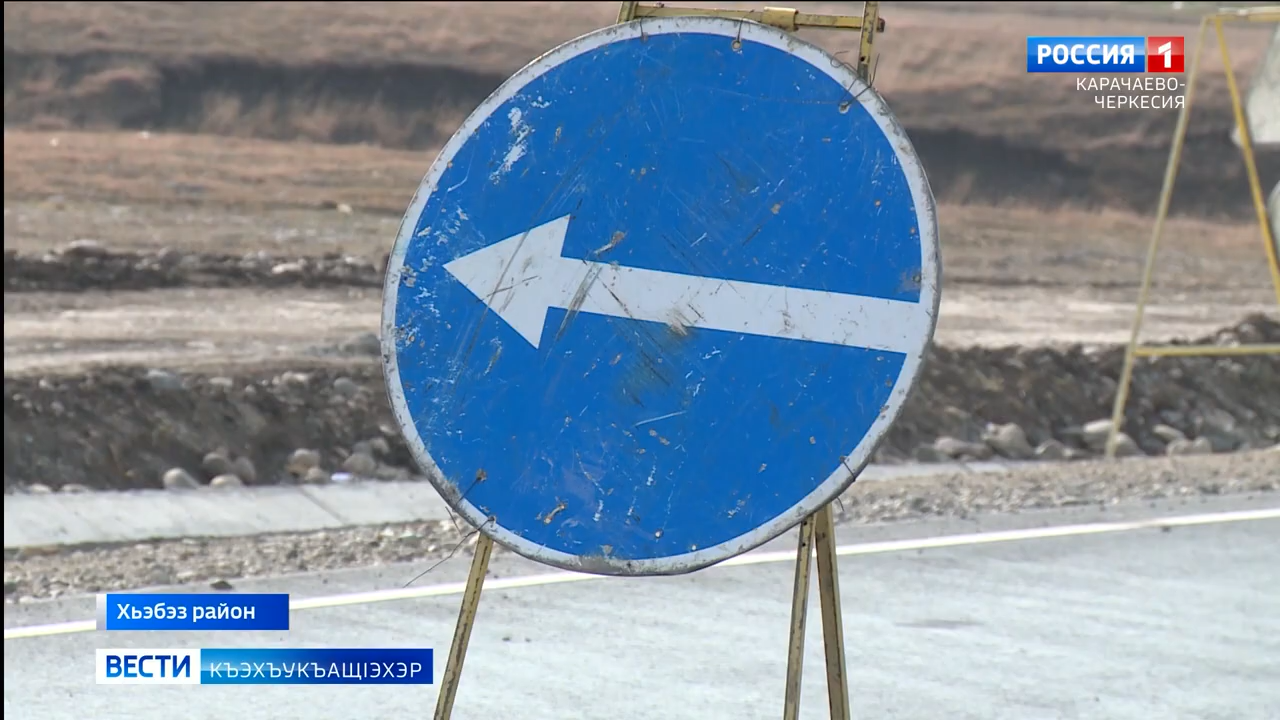 РОССИЯ 1
КАРАЧАЕВО-
ЧЕРКЕСИЯ
Хьэбэз район
ВЕСТИ КЪЭХЪУКЪАЩIЭХЭР